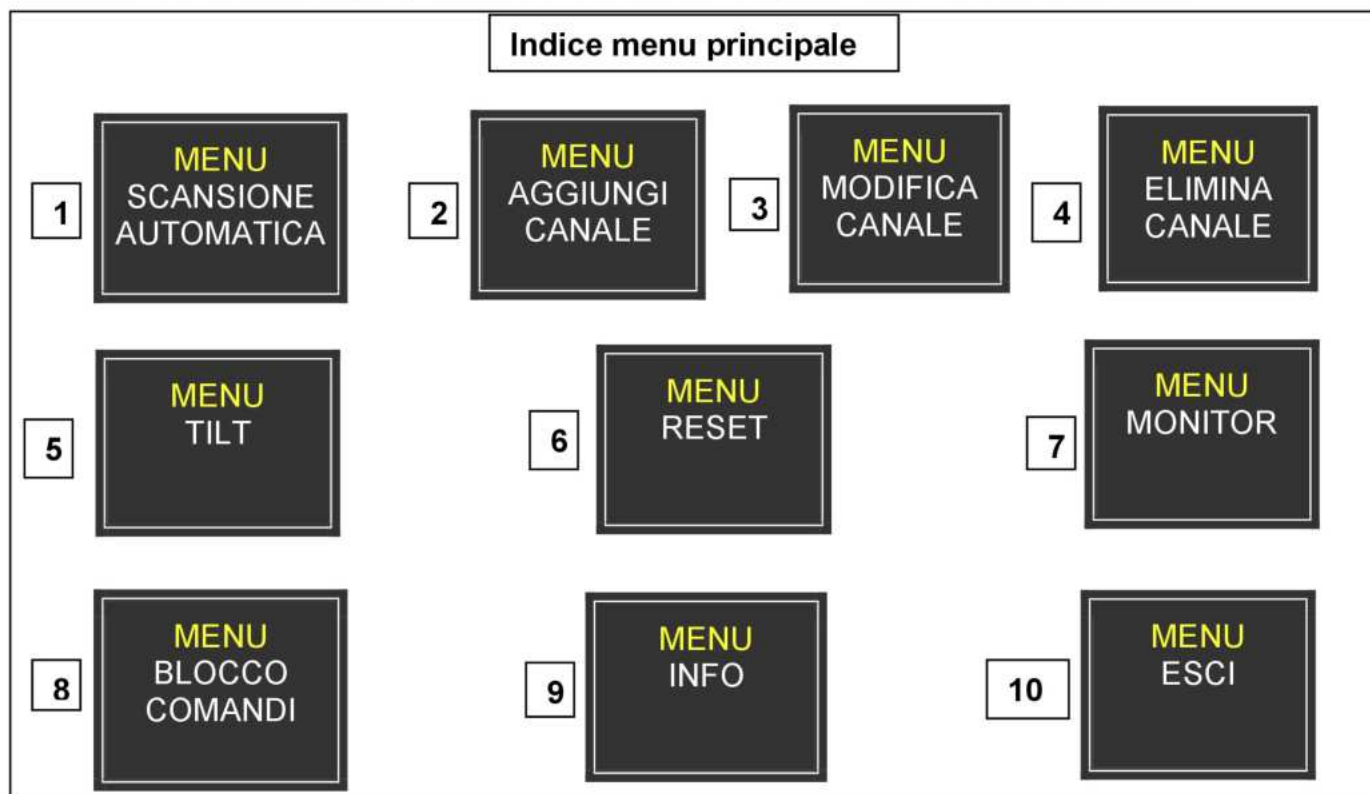 Indice menu principale
1
MENU
SCANSIONE
AUTOMATICA
2
MENU
AGGIUNGI
CANALE
3
MENU
MODIFICA
CANALE
4
MENU
ELIMINA
CANALE
5
MENU
TILT
6
MENU
RESET
7
MENU
MONITOR
8
MENU
BLOCCO
COMANDI
9
MENU
INFO
10
MENU
ESCI